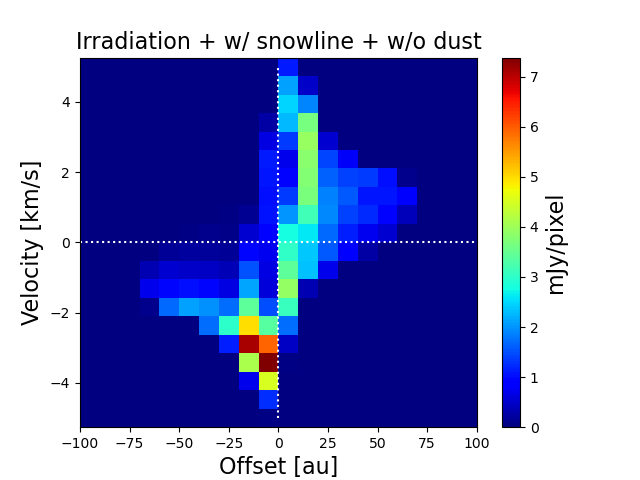 Irradiation + w/ snowline + w/o dust
Velocity [km/s]
4
2
0
−2
−4
−100 −75 −50 −25 0 25 50 75 100
Offset [au]
7
6
5
4
3
2
1
0
mJy/pixel